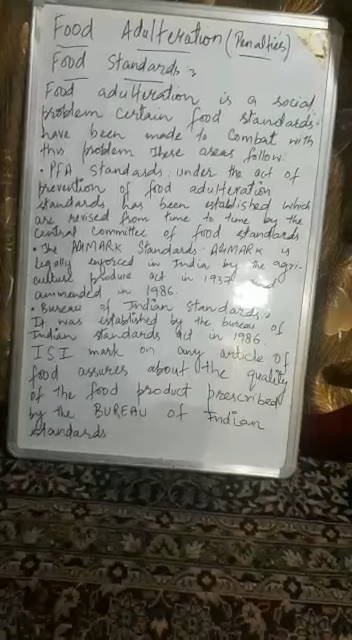 Food Adulteration (Penalties)
Food Standards :
Food adulteration is a social
problem certain food standards.
have been made to combat with
this problem These areas follow.
• PFA Standards : under the act of
prevention of food adulteration
standards has been established which
are revised from time to time by the
central committee of food standards
• The AGMARK Standards : AGMARK is
legally enforced in India by the agri-
culture produce act in 1937 and
ammended in 1986.
• Bureau of Indian Standards :
It was established by the bureau of
Indian standards act in 1986.
ISI mark on any article of
food assures about the quality
of the food product prescribed
by the BUREAU of Indian
standards